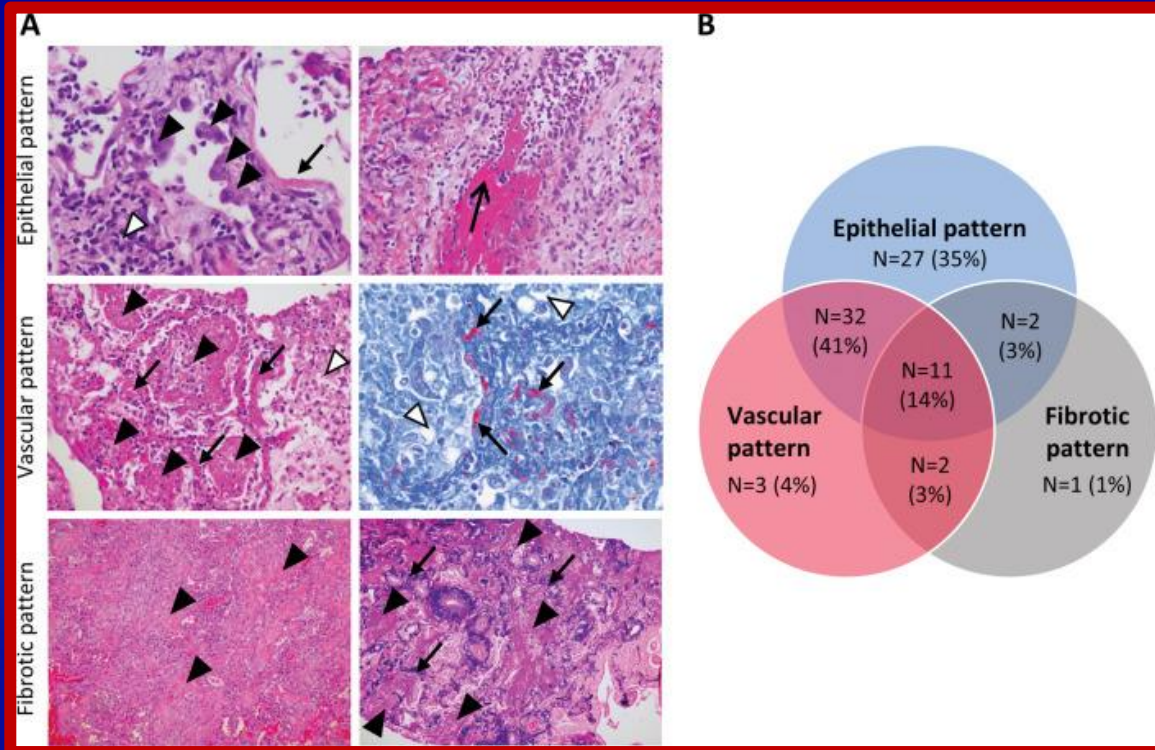 A
B
Epithelial pattern
Vascular pattern
Fibrotic pattern
Epithelial pattern
N=27 (35%)
N=32
(41%)
N=2
(3%)
N=11
(14%)
Vascular
pattern
N=3 (4%)
Fibrotic
pattern
N=1 (1%)
N=2
(3%)